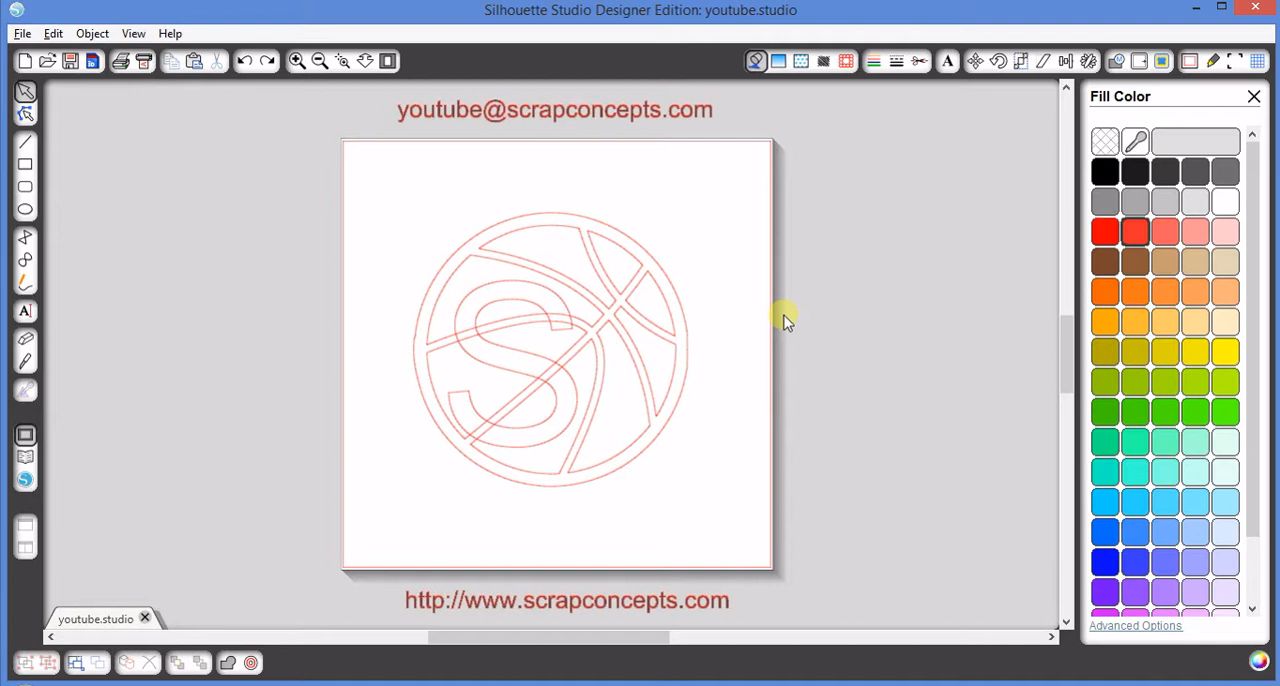 Silhouette Studio Designer Edition: youtube.studio
File Edit Object View Help
youtube@scrapconcepts.com
Fill Color
S
http://www.scrapconcepts.com
youtube.studio
Advanced Options